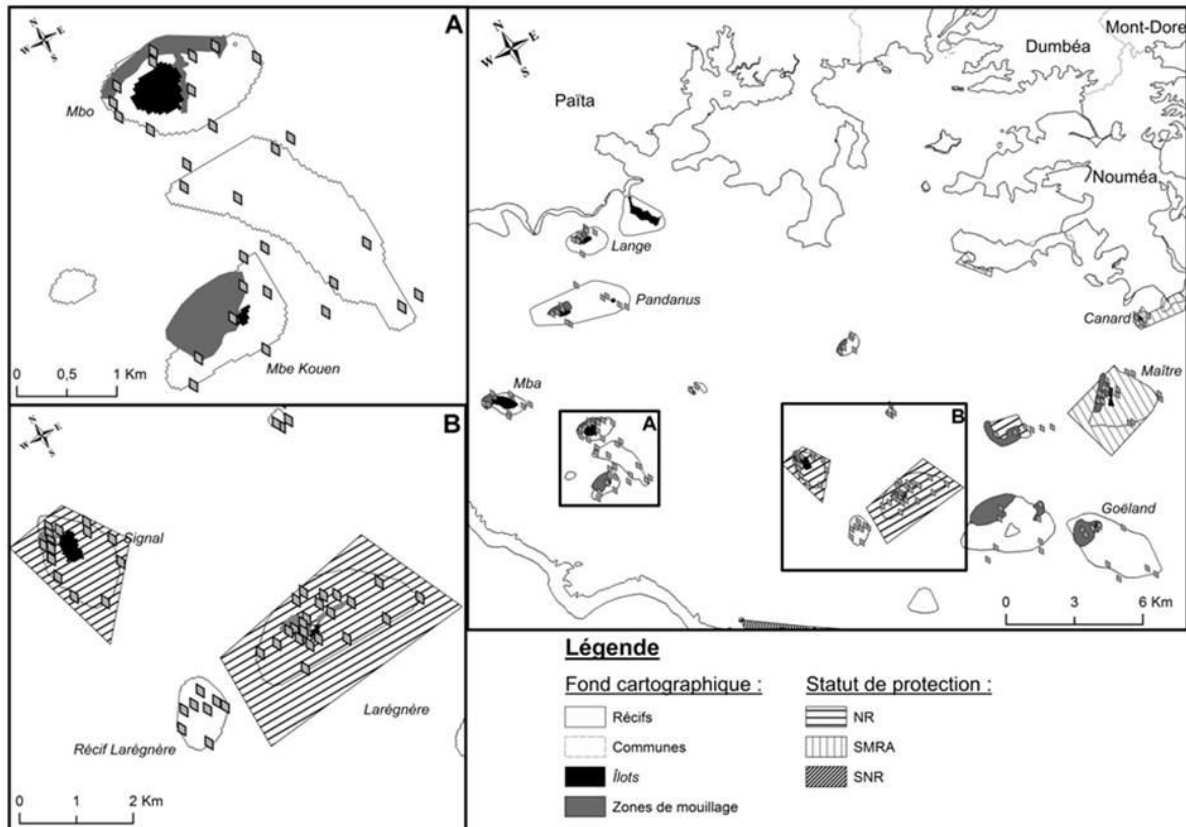 A
N
W
E
S
Mbo
Mbe Kouen
0 0,5 1 Km
B
N
W
E
S
Signal
Larégnère
Récif Larégnère
0 1 2 Km
N
W
E
S
Mont-Dore
Dumbéa
Païta
Nouméa
Lange
Pandanus
Canard
Mba
Maître
A
B
Goëland
0 3 6 Km
Légende
Fond cartographique :
Récifs
Communes
Îlots
Zones de mouillage
Statut de protection :
NR
SMRA
SNR